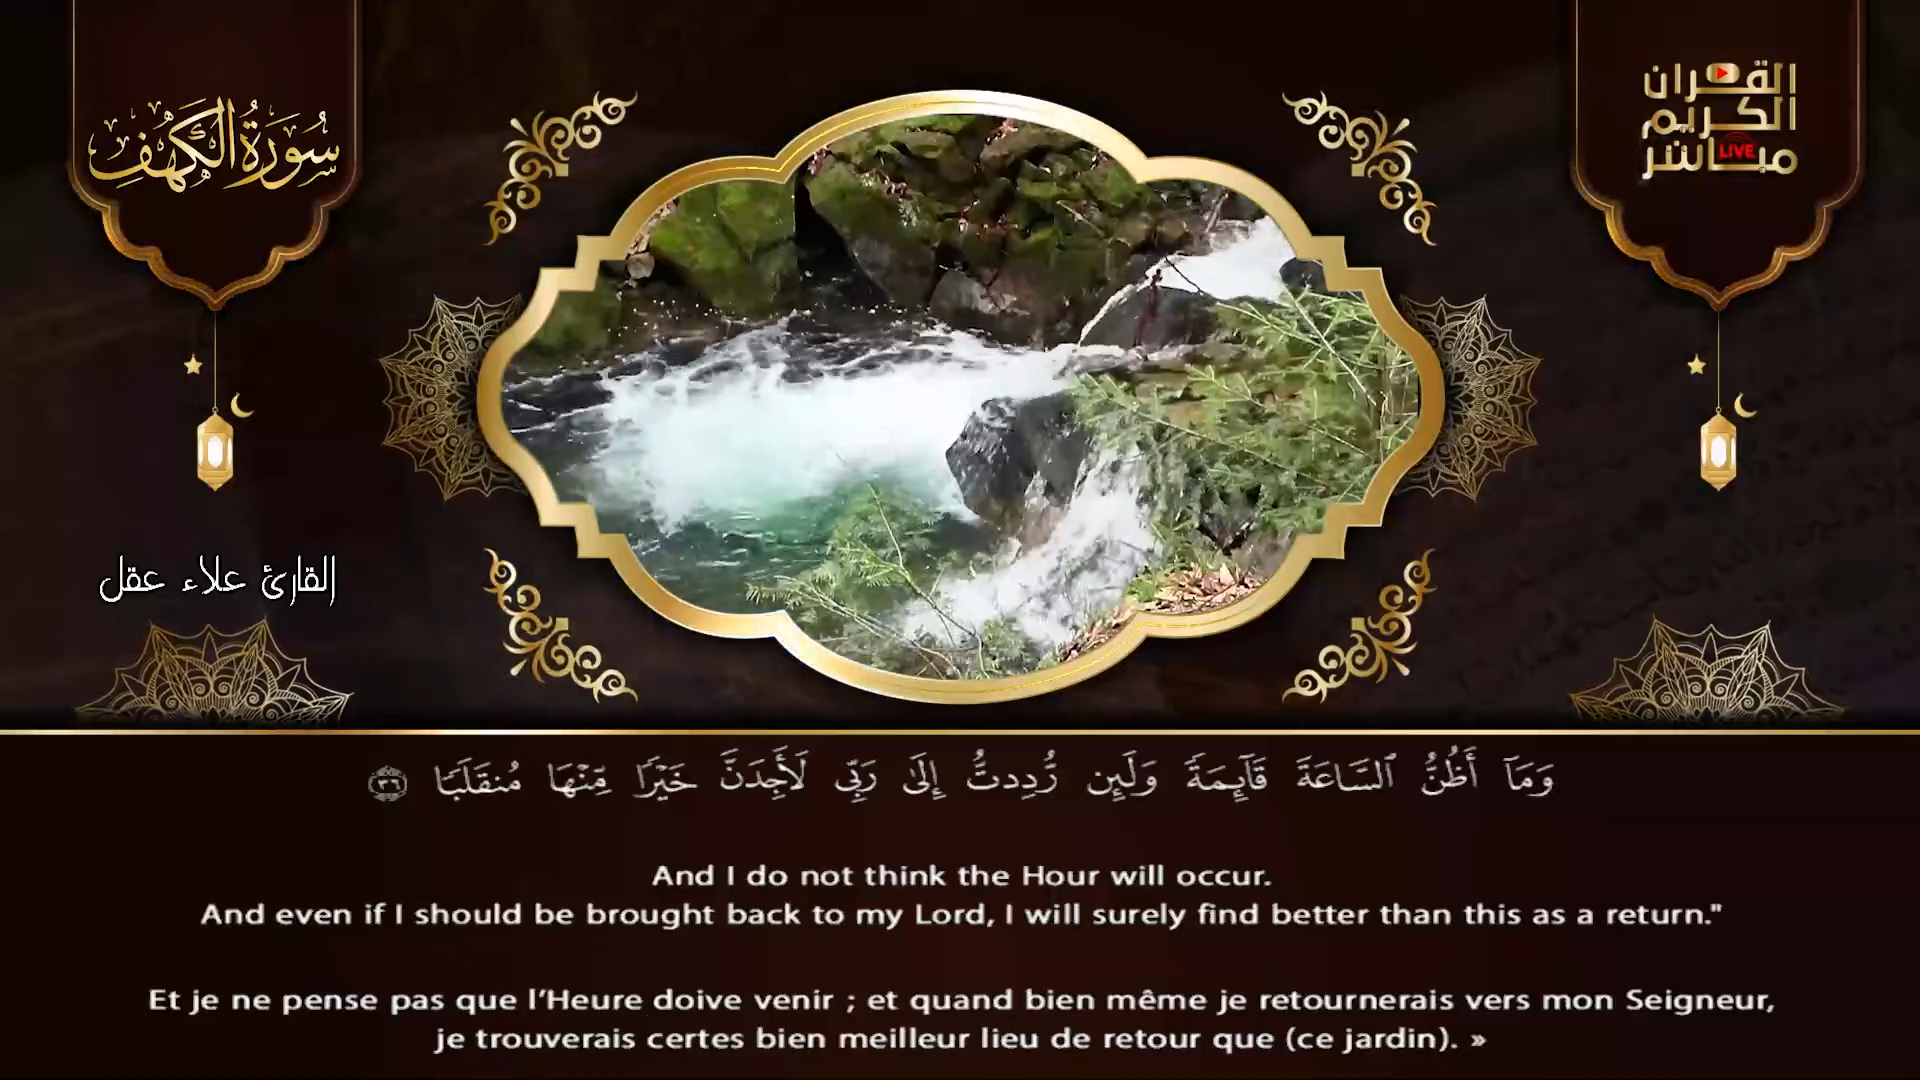 سُورَةُ الكَهْفِ
القرآن
الكريم
مباشر
LIVE
القارئ علاء عقل
وَمَآ أَظُنُّ ٱلسَّاعَةَ قَآئِمَةً وَلَئِن رُّدِدتُّ إِلَىٰ رَبِّى لَأَجِدَنَّ خَيْرًا مِّنْهَا مُنقَلَبًا ٣٦
And I do not think the Hour will occur.
And even if I should be brought back to my Lord, I will surely find better than this as a return."
Et je ne pense pas que l’Heure doive venir ; et quand bien même je retournerais vers mon Seigneur,
je trouverais certes bien meilleur lieu de retour que (ce jardin). »